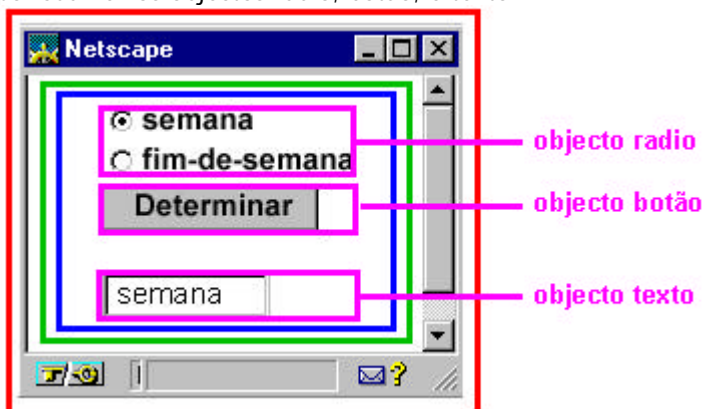 Netscape
semana
fim-de-semana
objecto radio
Determinar
objecto botão
semana
objecto texto